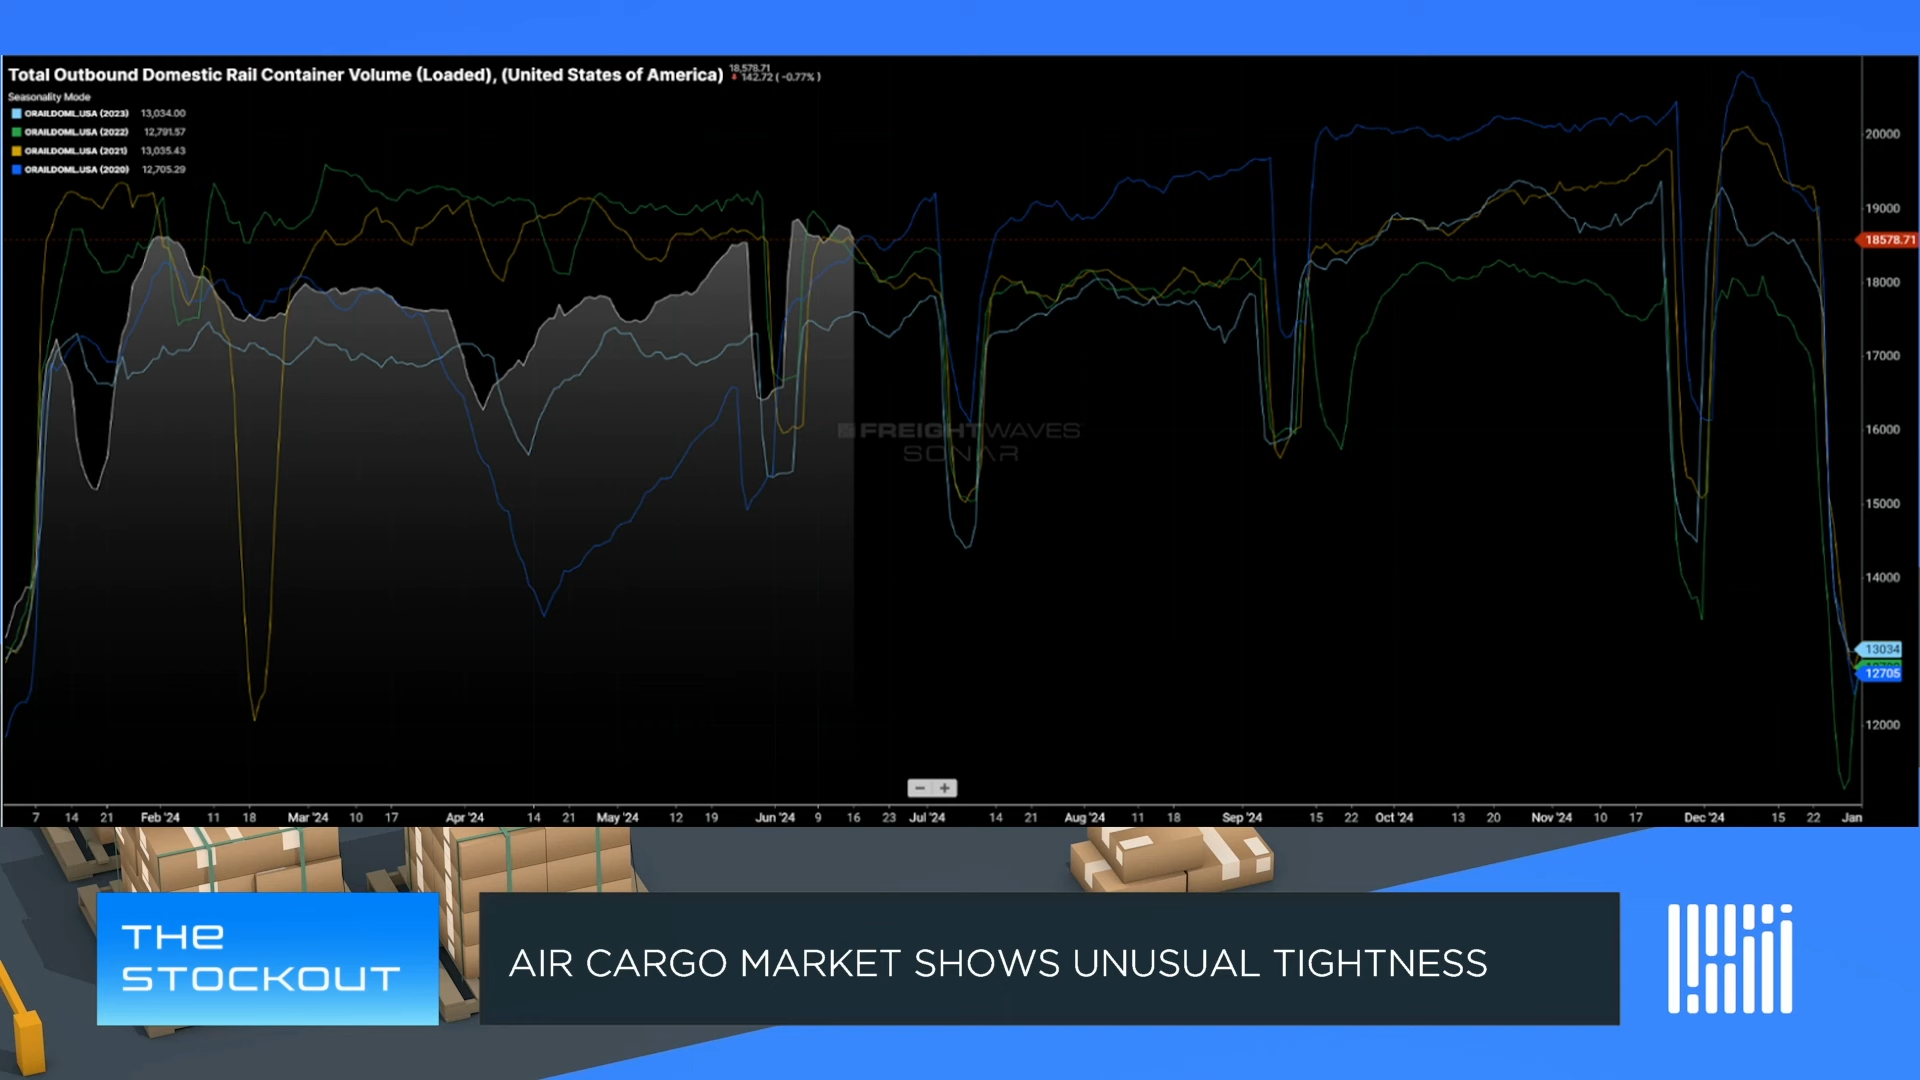 Total Outbound Domestic Rail Container Volume (Loaded), (United States of America) 18,578.71
142.72 ( -0.77% )
Seasonality Mode
ORAILDOML.USA (2023) 13,034.00
ORAILDOML.USA (2022) 12,791.57
ORAILDOML.USA (2021) 13,035.43
ORAILDOML.USA (2020) 12,705.29
20000
19000
18578.71
18000
17000
16000
15000
14000
13034
12705
12000
FREIGHTWAVES
SONAR
− +
7 14 21 Feb '24 11 18 Mar '24 10 17 Apr '24 14 21 May '24 12 19 Jun '24 9 16 23 Jul '24 14 21 Aug '24 11 18 Sep '24 15 22 Oct '24 13 20 Nov '24 10 17 Dec '24 15 22 Jan
THE
STOCKOUT
AIR CARGO MARKET SHOWS UNUSUAL TIGHTNESS